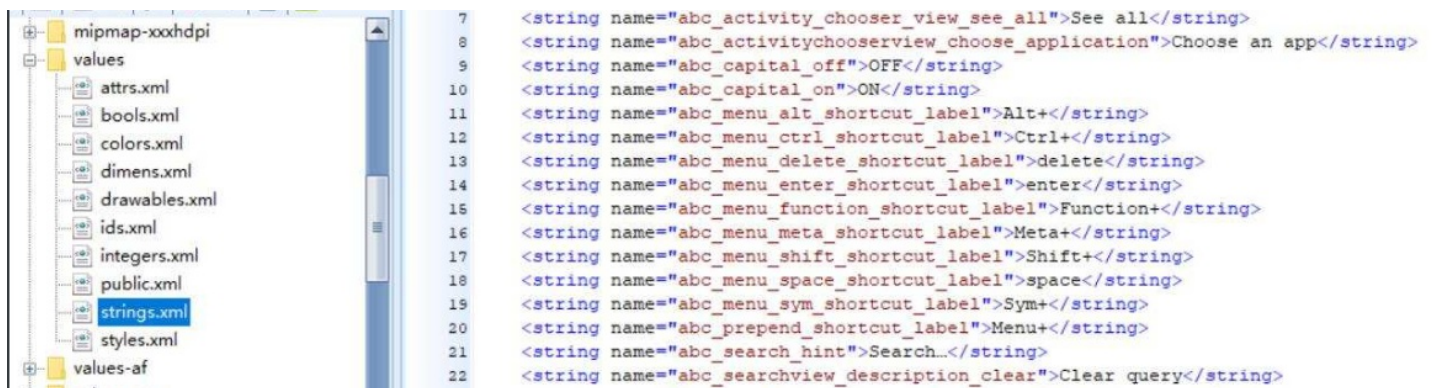 mipmap-xxxhdpi
values
attrs.xml
bools.xml
colors.xml
dimens.xml
drawables.xml
ids.xml
integers.xml
public.xml
strings.xml
styles.xml
values-af
7 <string name="abc_activity_chooser_view_see_all">See all</string>
8 <string name="abc_activitychooserview_choose_application">Choose an app</string>
9 <string name="abc_capital_off">OFF</string>
10 <string name="abc_capital_on">ON</string>
11 <string name="abc_menu_alt_shortcut_label">Alt+</string>
12 <string name="abc_menu_ctrl_shortcut_label">Ctrl+</string>
13 <string name="abc_menu_delete_shortcut_label">delete</string>
14 <string name="abc_menu_enter_shortcut_label">enter</string>
15 <string name="abc_menu_function_shortcut_label">Function+</string>
16 <string name="abc_menu_meta_shortcut_label">Meta+</string>
17 <string name="abc_menu_shift_shortcut_label">Shift+</string>
18 <string name="abc_menu_space_shortcut_label">space</string>
19 <string name="abc_menu_sym_shortcut_label">Sym+</string>
20 <string name="abc_prepend_shortcut_label">Menu+</string>
21 <string name="abc_search_hint">Search…</string>
22 <string name="abc_searchview_description_clear">Clear query</string>